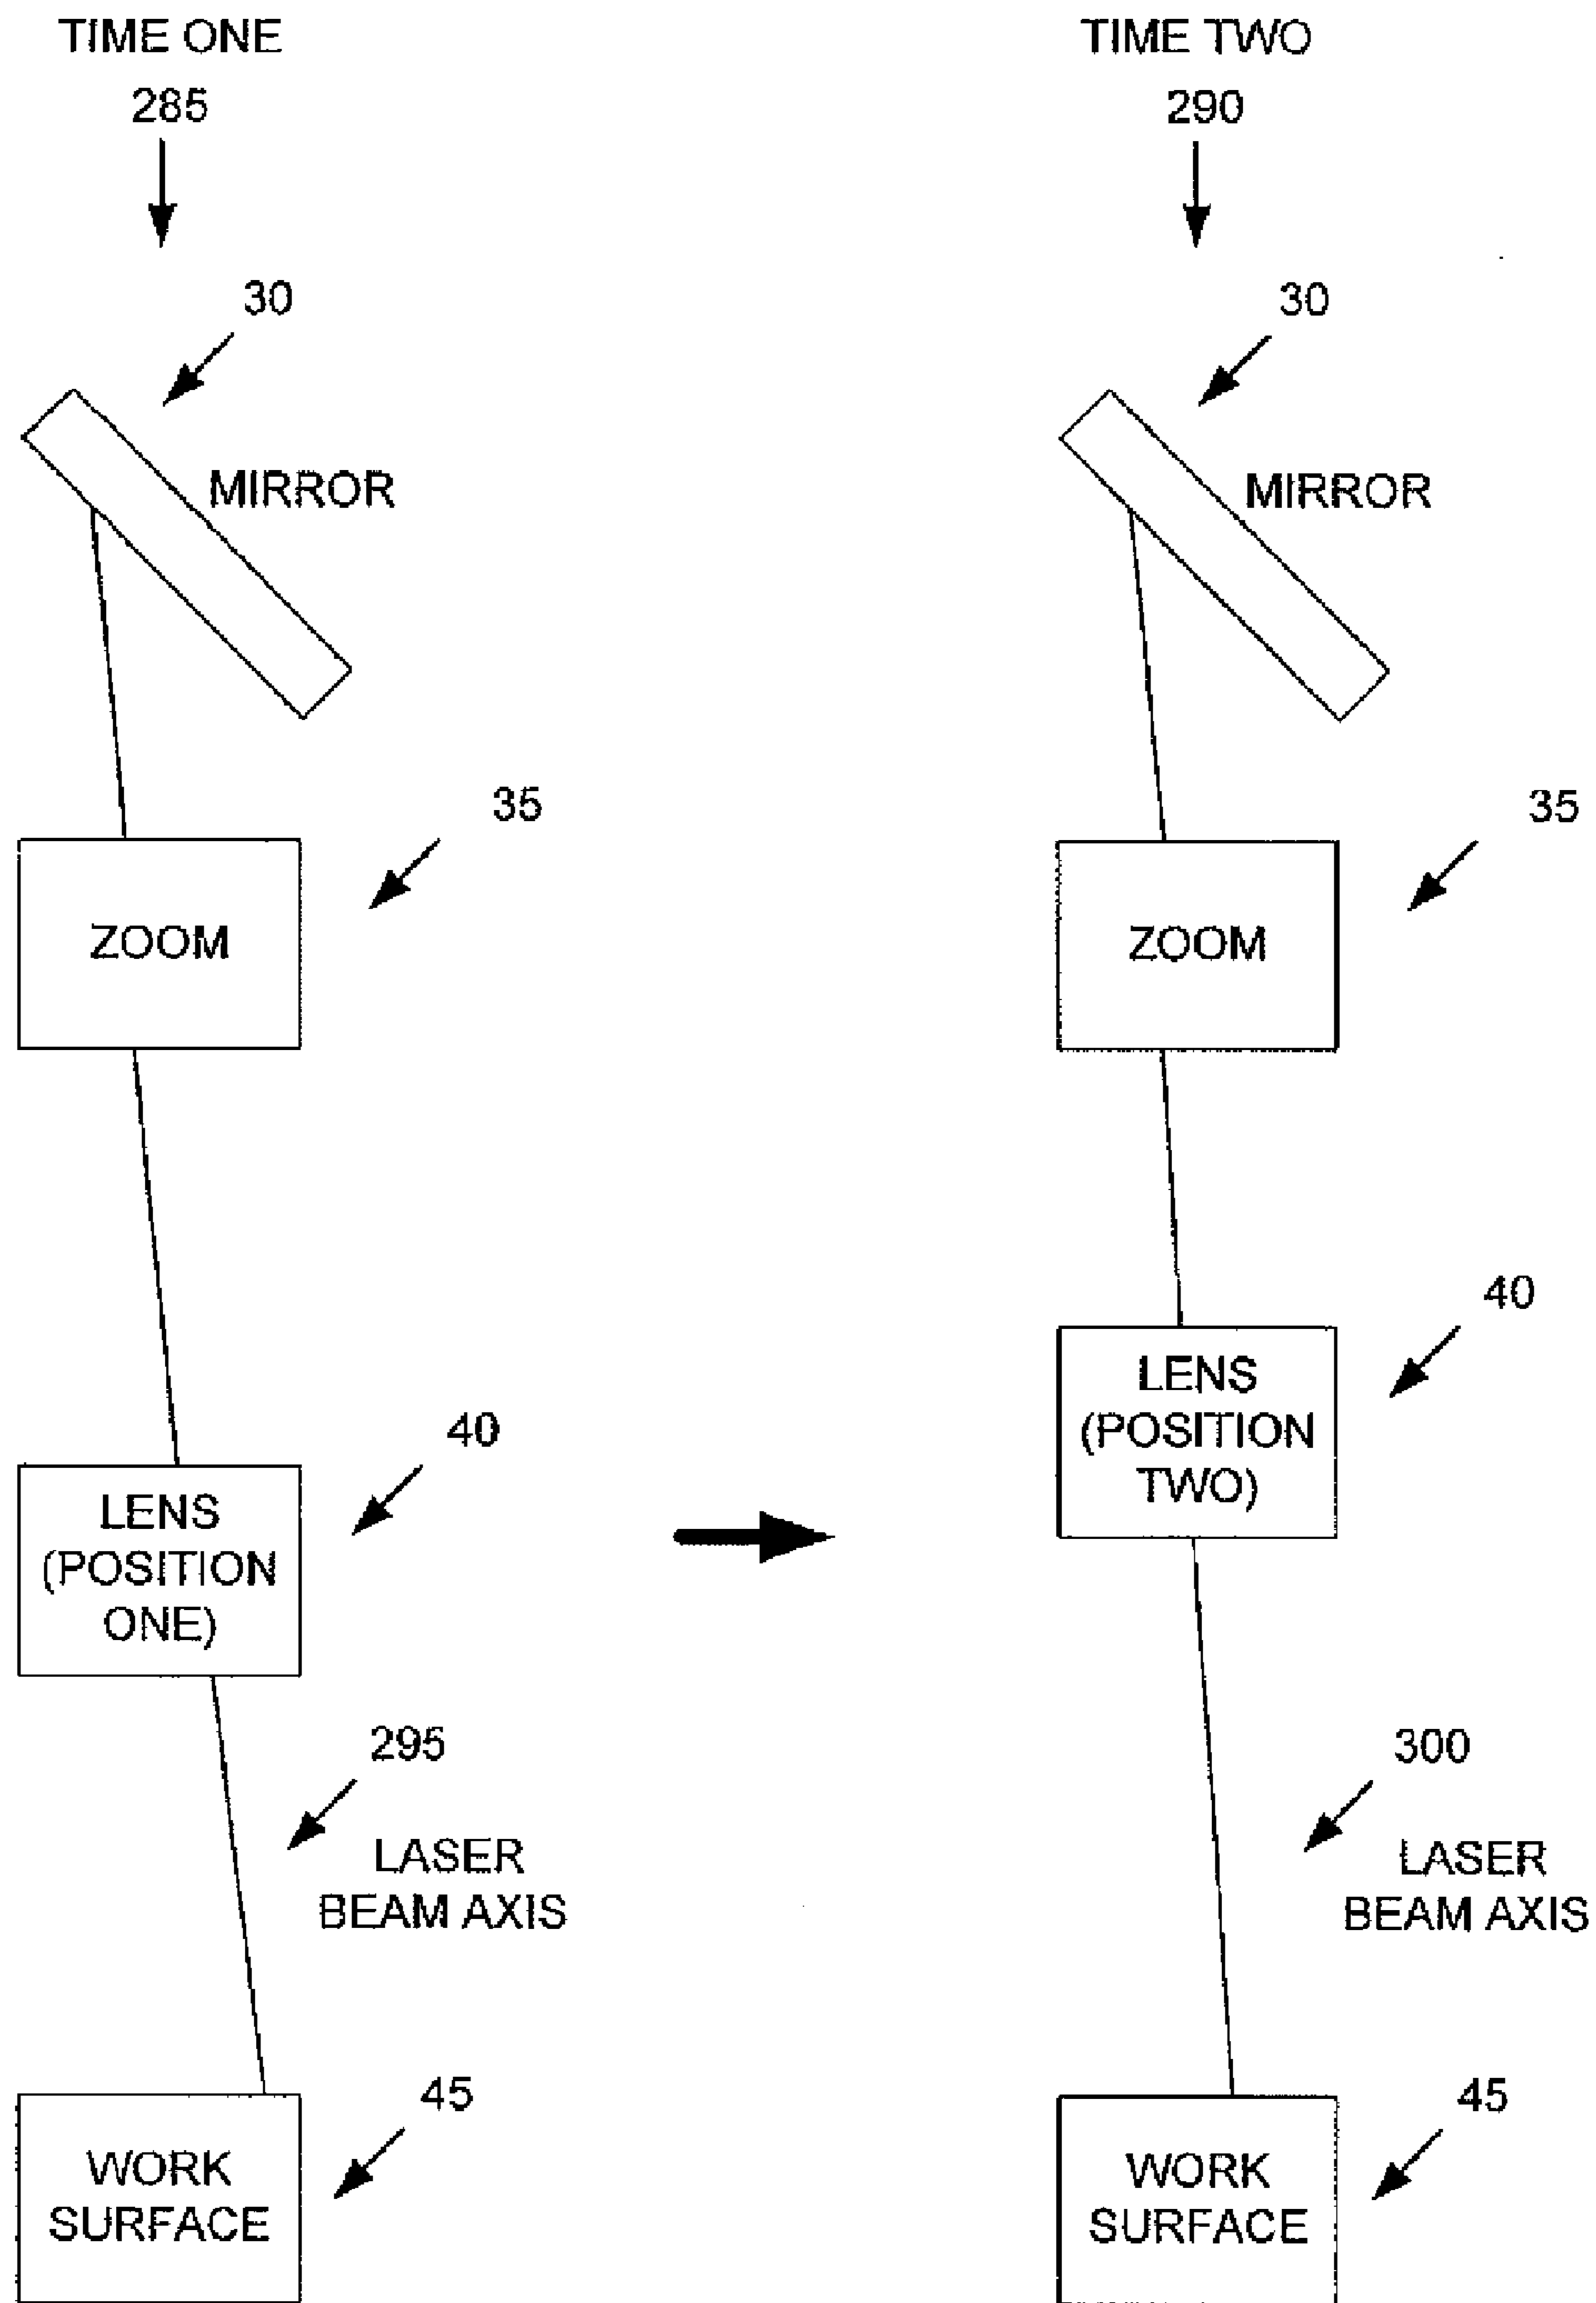 TIME ONE
285
30
MIRROR
35
ZOOM
40
LENS
(POSITION
ONE)
295
LASER
BEAM AXIS
45
WORK
SURFACE
TIME TWO
290
30
MIRROR
35
ZOOM
40
LENS
(POSITION
TWO)
300
LASER
BEAM AXIS
45
WORK
SURFACE